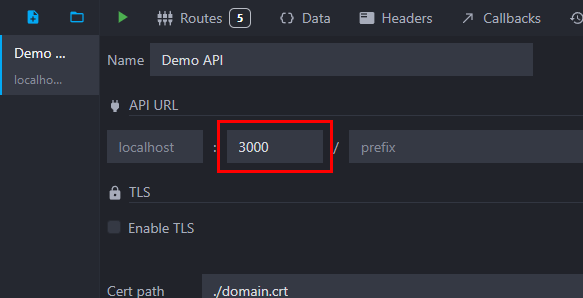 Routes 5 Data Headers Callbacks
Demo ...
localho...
Name Demo API
API URL
localhost : 3000 / prefix
TLS
Enable TLS
Cert path ./domain.crt